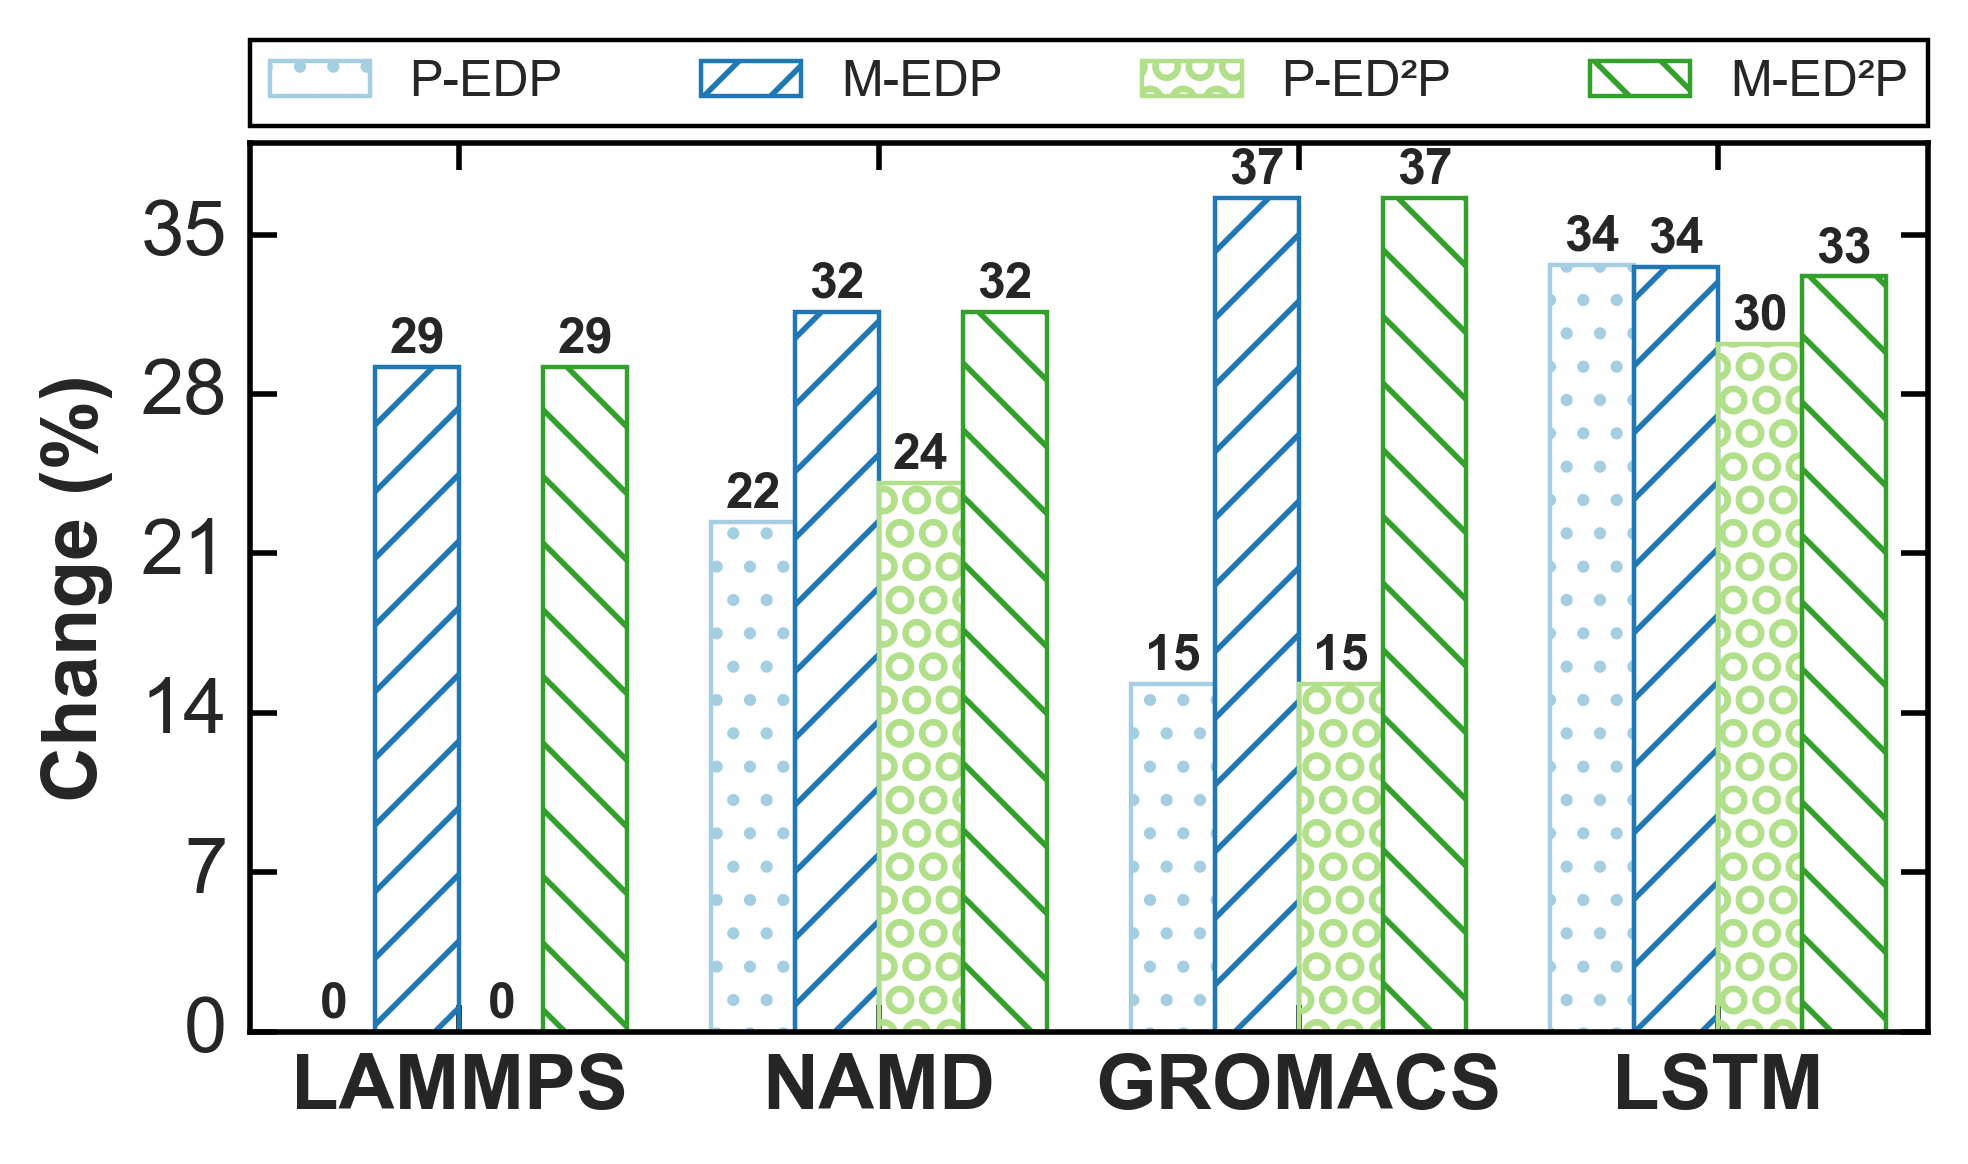 P-EDP M-EDP P-ED²P M-ED²P
Change (%)
35
28
21
14
7
0
0 29 0 29
22 32 24 32
15 37 15 37
34 34 30 33
LAMMPS NAMD GROMACS LSTM